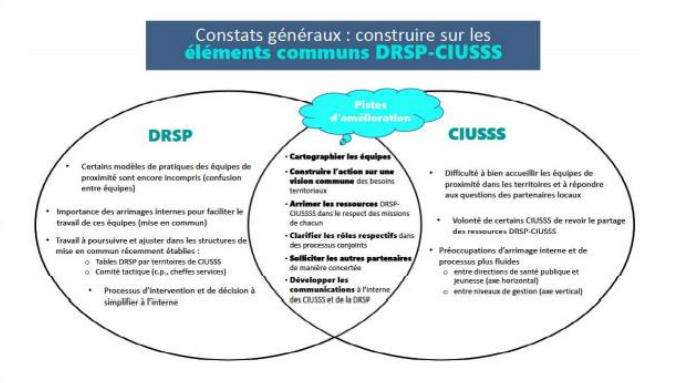 Constats généraux : construire sur les
éléments communs DRSP-CIUSSS
Pistes
d'amélioration
DRSP
• Certains modèles de pratiques des équipes de
proximité sont encore incompris (confusion
entre équipes)
• Importance des arrimages internes pour faciliter le
travail de ces équipes (mise en commun)
• Travail à poursuivre et ajuster dans les structures de
mise en commun récemment établies :
o Tables DRSP par territoires de CIUSSS
o Comité tactique (c.p., cheffes services)
• Processus d'intervention et de décision à
simplifier à l'interne
• Cartographier les équipes
• Construire l'action sur une
vision commune des besoins
territoriaux
• Arrimer les ressources DRSP-
CIUSSSS dans le respect des missions
de chacun
• Clarifier les rôles respectifs dans
des processus conjoints
• Solliciter les autres partenaires
de manière concertée
• Développer les
communications à l'interne
des CIUSSS et de la DRSP
CIUSSS
• Difficulté à bien accueillir les équipes de
proximité dans les territoires et à répondre
aux questions des partenaires locaux
• Volonté de certains CIUSSS de revoir le partage
des ressources DRSP-CIUSSS
• Préoccupations d'arrimage interne et de
processus plus fluides
o entre directions de santé publique et
jeunesse (axe horizontal)
o entre niveaux de gestion (axe vertical)